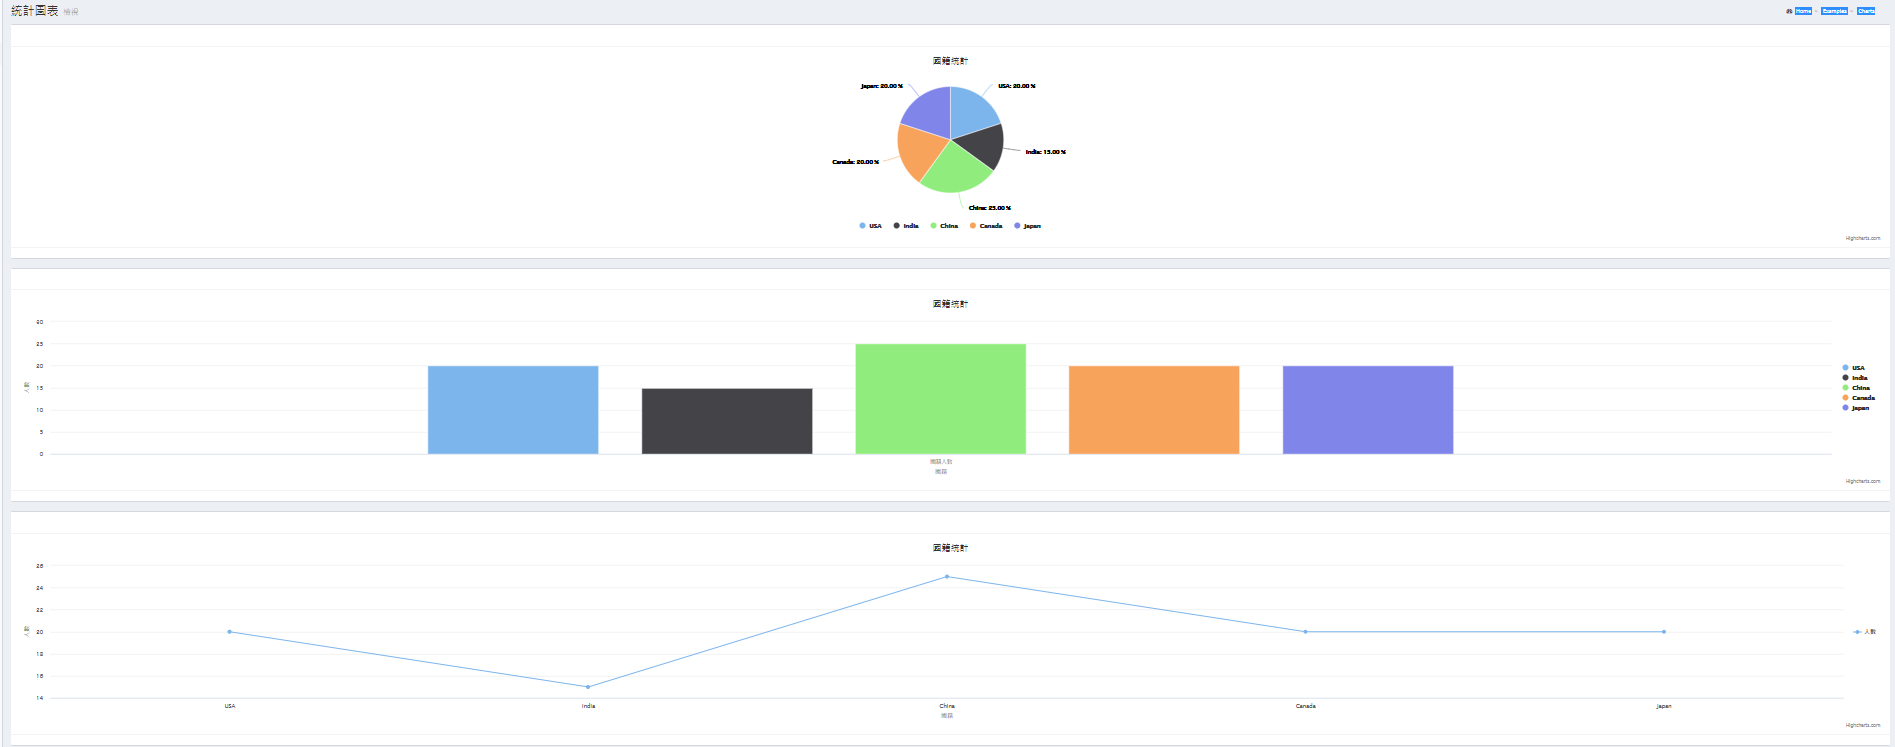 統計圖表 檢視
Home - Examples - Charts
國籍統計
Japan: 20.00 %
USA: 20.00 %
India: 15.00 %
Canada: 20.00 %
China: 25.00 %
USA India China Canada Japan
Highcharts.com
國籍統計
30
25
20
15
10
5
0
人數
USA
India
China
Canada
Japan
國籍人數
國籍
Highcharts.com
國籍統計
26
24
22
20
18
16
14
人數
人數
USA India China Canada Japan
國籍
Highcharts.com